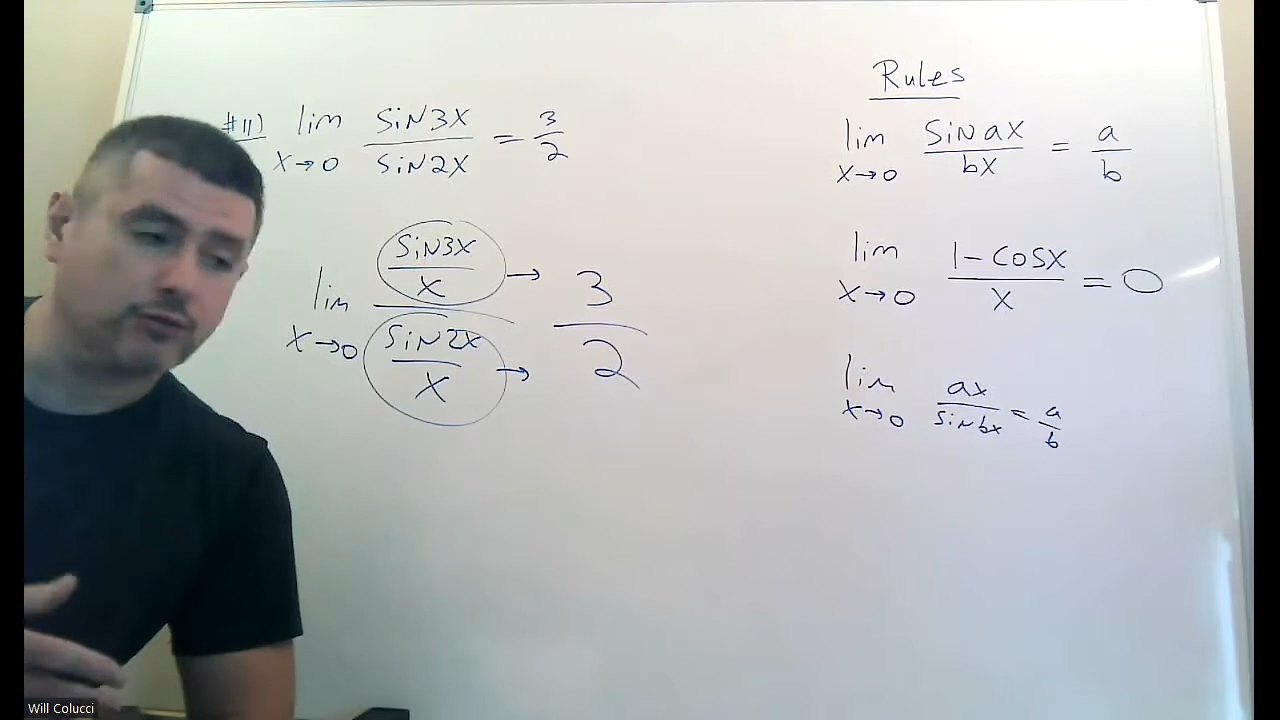 #11) lim x→0 sin3x / sin2x = 3/2
lim x→0 (sin3x / x) / (sin2x / x) → 3 → 2
Rules
lim x→0 sin ax / bx = a/b
lim x→0 1-cosx / x = 0
lim x→0 ax / sin bx = a/b
Will Colucci